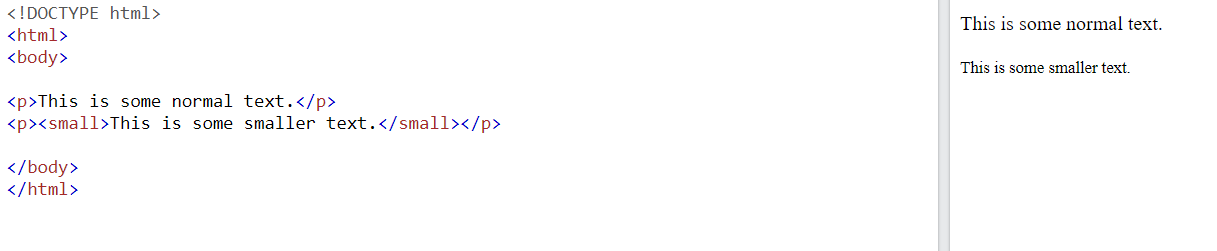 <!DOCTYPE html>
<html>
<body>
<p>This is some normal text.</p>
<p><small>This is some smaller text.</small></p>
</body>
</html>
This is some normal text.
This is some smaller text.